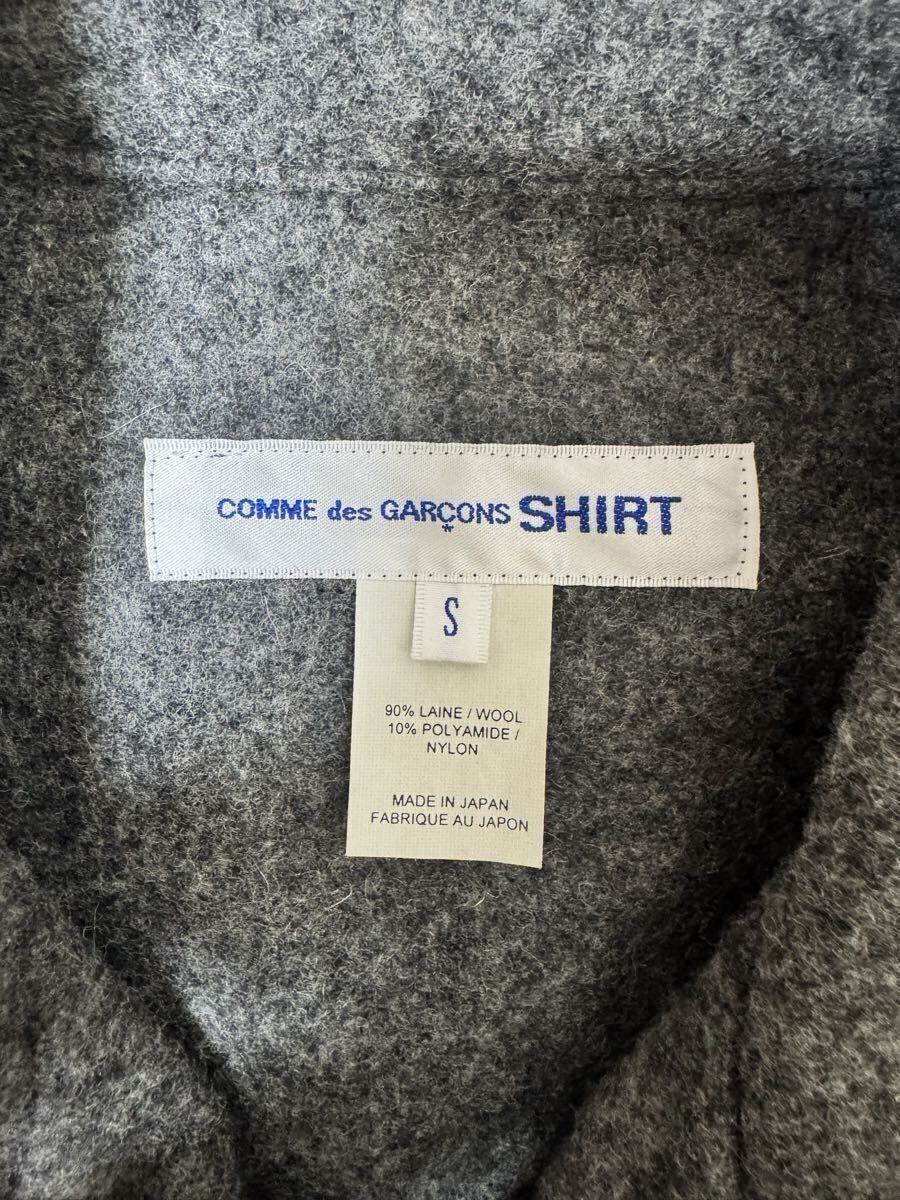 COMME des GARÇONS SHIRT
S
90% LAINE / WOOL
10% POLYAMIDE /
NYLON
MADE IN JAPAN
FABRIQUE AU JAPON